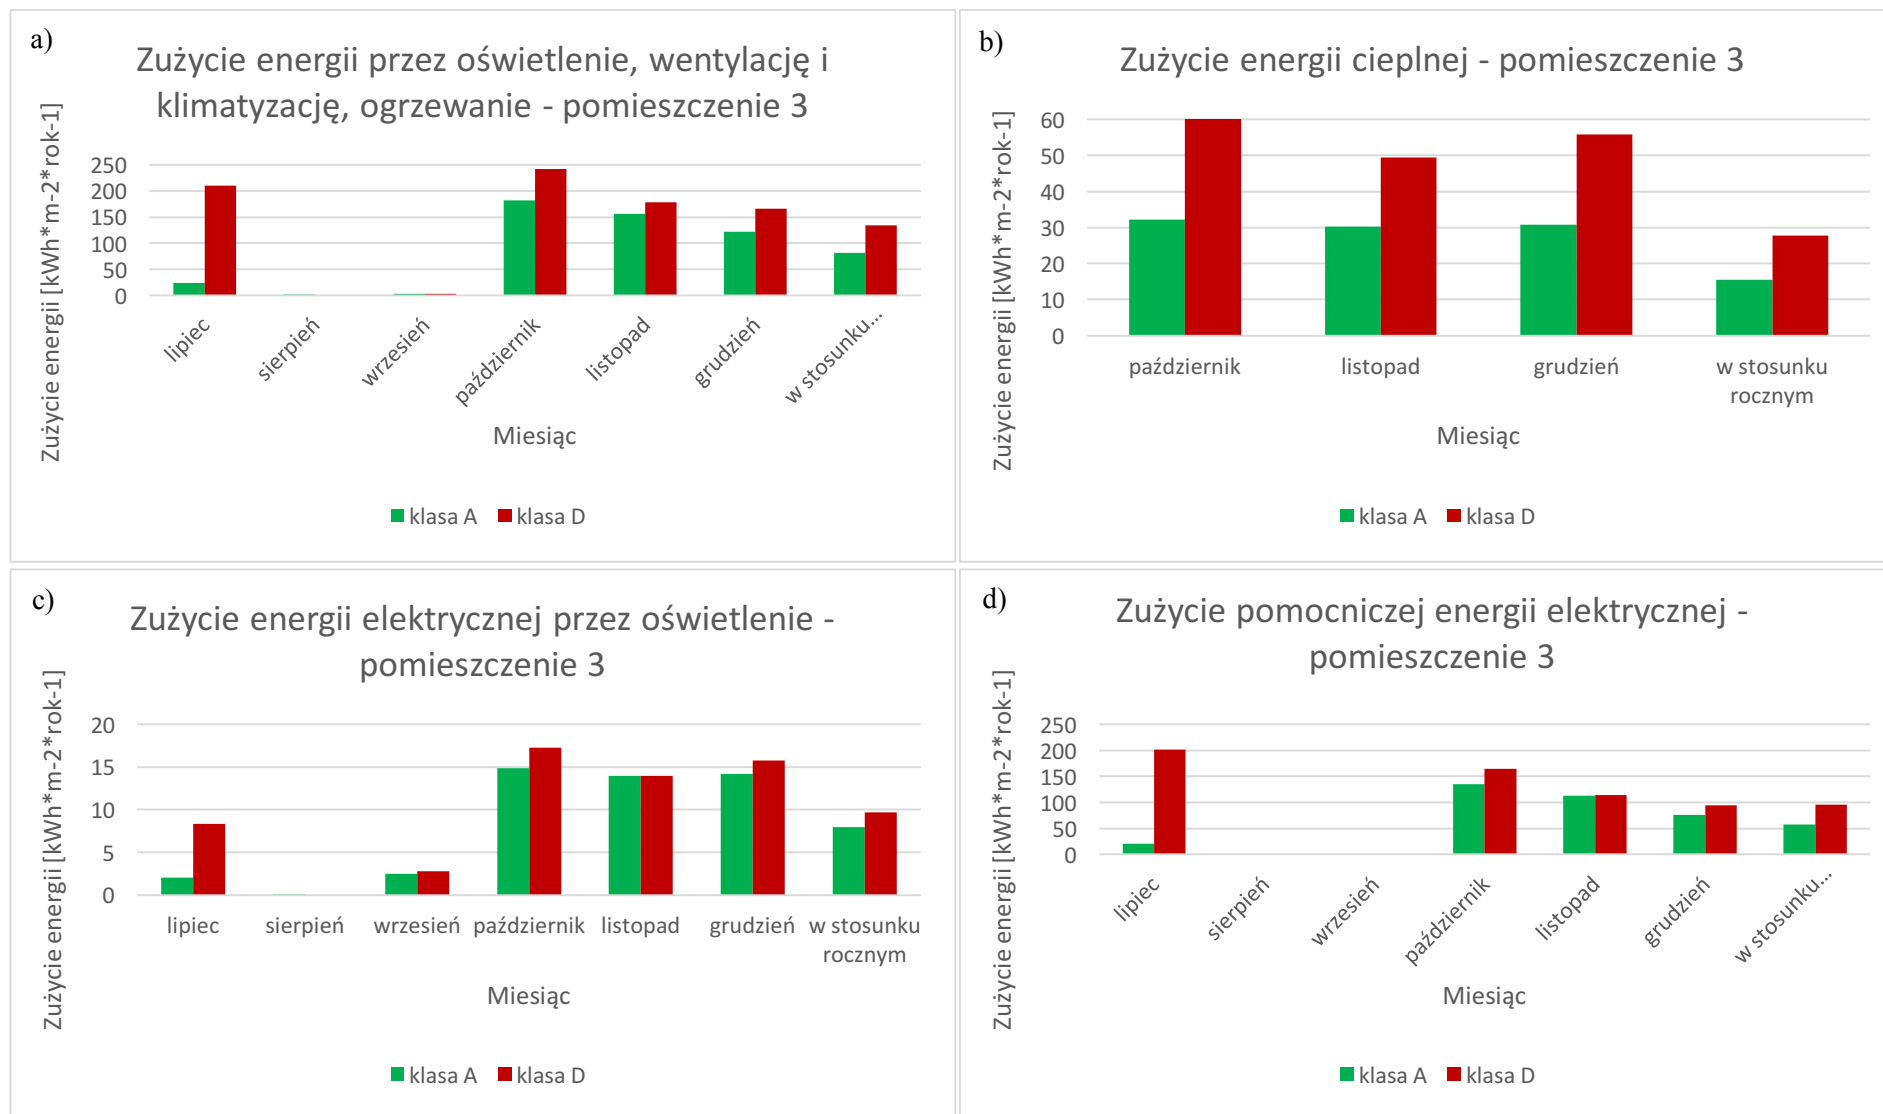 a)
Zużycie energii przez oświetlenie, wentylację i
klimatyzację, ogrzewanie - pomieszczenie 3
Zużycie energii [kWh*m-2*rok-1]
250
200
150
100
50
0
lipiec
sierpień
wrzesień
październik
listopad
grudzień
w stosunku...
Miesiąc
klasa A
klasa D
b)
Zużycie energii cieplnej - pomieszczenie 3
Zużycie energii [kWh*m-2*rok-1]
60
50
40
30
20
10
0
październik
listopad
grudzień
w stosunku
rocznym
Miesiąc
klasa A
klasa D
c)
Zużycie energii elektrycznej przez oświetlenie -
pomieszczenie 3
Zużycie energii [kWh*m-2*rok-1]
20
15
10
5
0
lipiec
sierpień
wrzesień
październik
listopad
grudzień
w stosunku
rocznym
Miesiąc
klasa A
klasa D
d)
Zużycie pomocniczej energii elektrycznej -
pomieszczenie 3
Zużycie energii [kWh*m-2*rok-1]
250
200
150
100
50
0
lipiec
sierpień
wrzesień
październik
listopad
grudzień
w stosunku...
Miesiąc
klasa A
klasa D